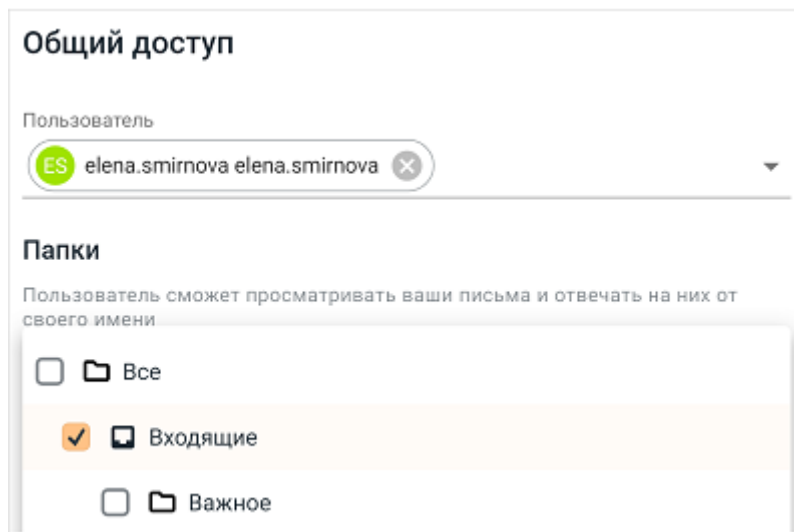 Общий доступ
Пользователь
ES elena.smirnova elena.smirnova
Папки
Пользователь сможет просматривать ваши письма и отвечать на них от
своего имени
Все
Входящие
Важное